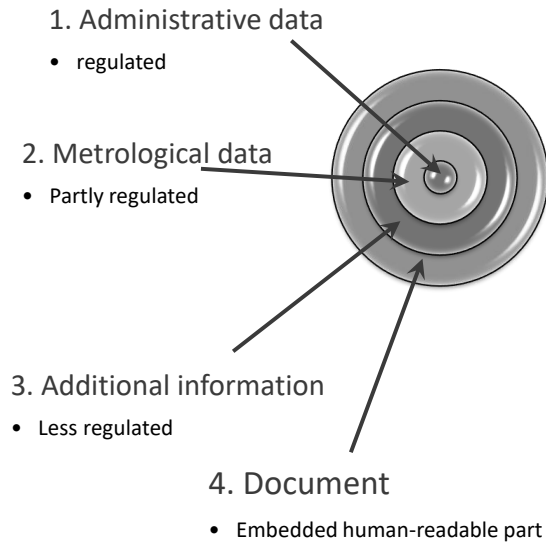 1. Administrative data
• regulated
2. Metrological data
• Partly regulated
3. Additional information
• Less regulated
4. Document
• Embedded human-readable part